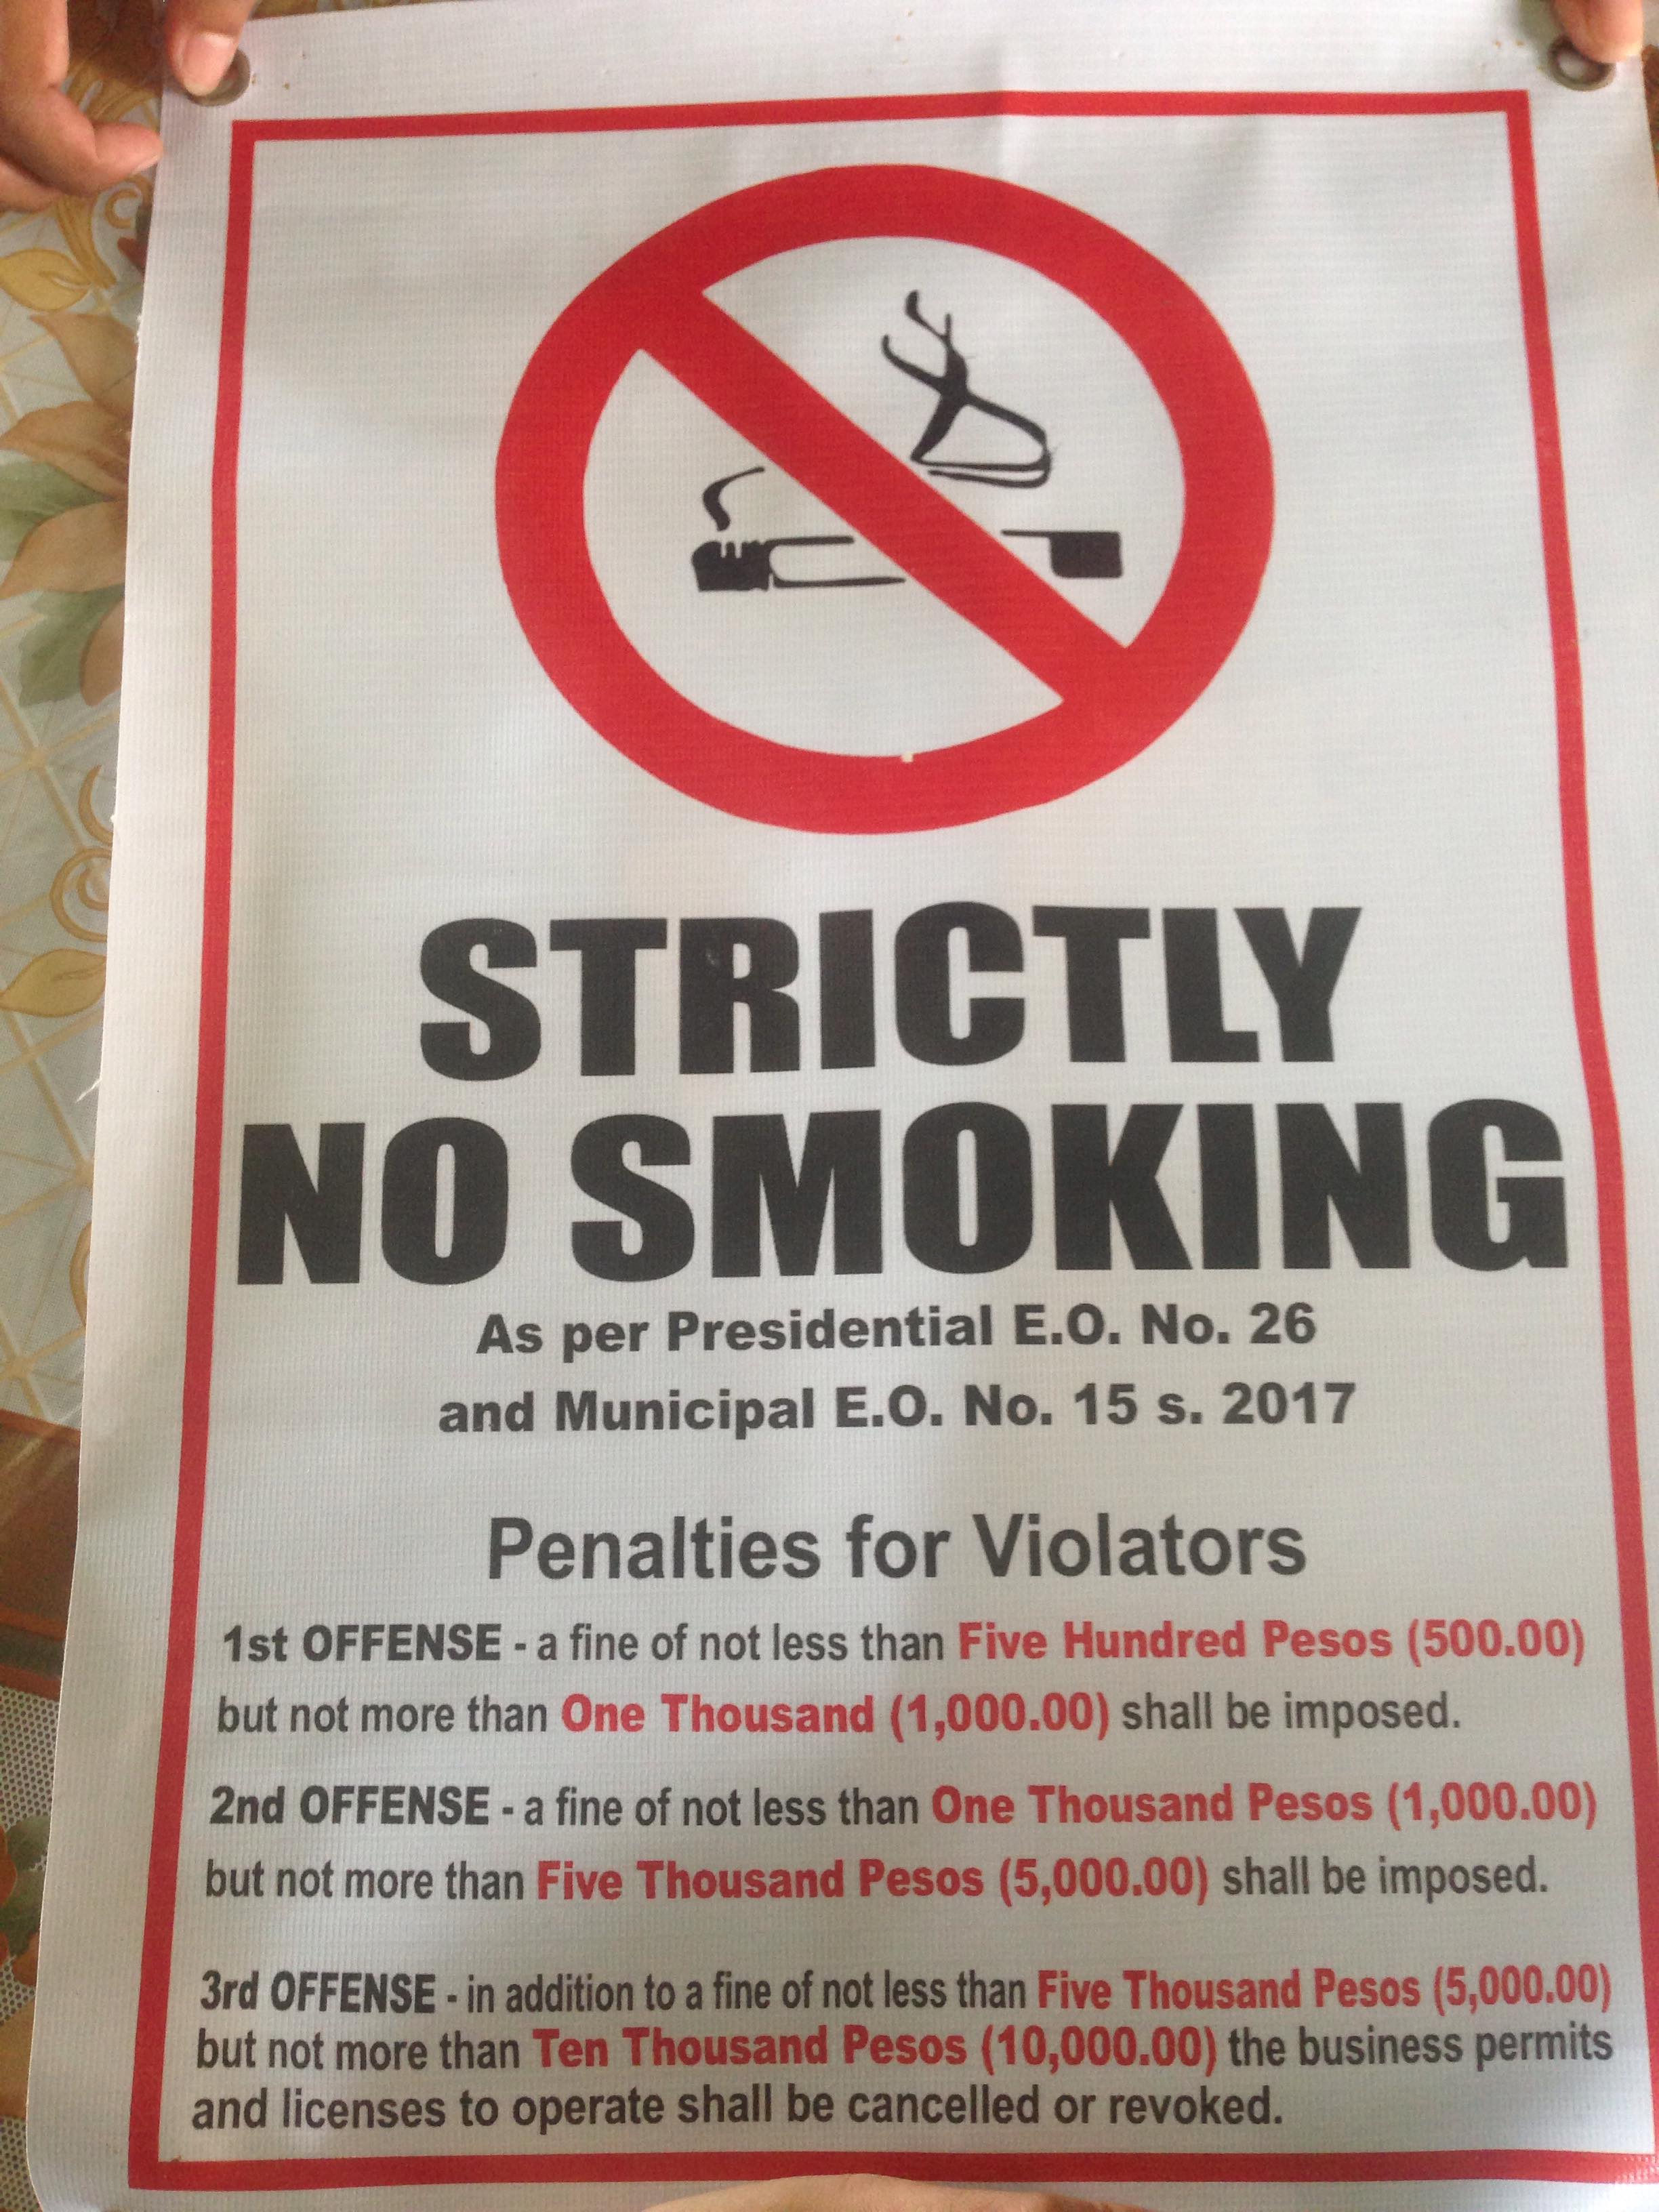 STRICTLY
NO SMOKING
As per Presidential E.O. No. 26
and Municipal E.O. No. 15 s. 2017
Penalties for Violators
1st OFFENSE - a fine of not less than Five Hundred Pesos (500.00)
but not more than One Thousand (1,000.00) shall be imposed.
2nd OFFENSE - a fine of not less than One Thousand Pesos (1,000.00)
but not more than Five Thousand Pesos (5,000.00) shall be imposed.
3rd OFFENSE - in addition to a fine of not less than Five Thousand Pesos (5,000.00)
but not more than Ten Thousand Pesos (10,000.00) the business permits
and licenses to operate shall be cancelled or revoked.